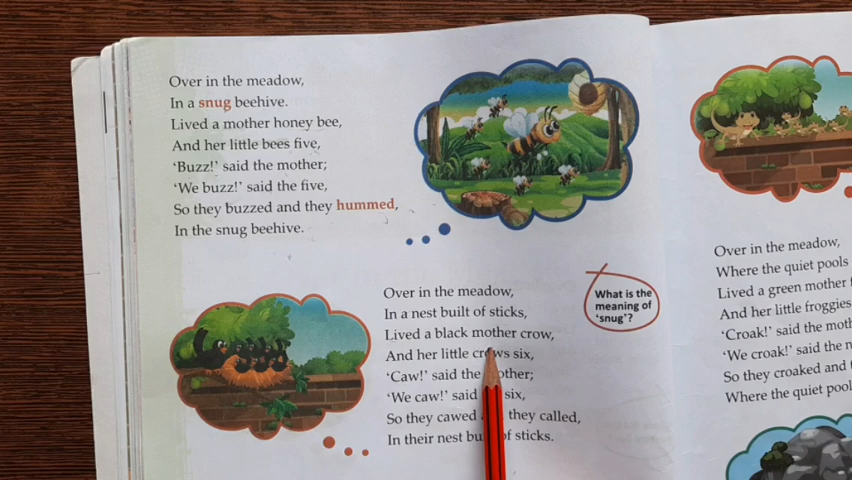 Over in the meadow,
In a snug beehive.
Lived a mother honey bee,
And her little bees five,
‘Buzz!’ said the mother;
‘We buzz!’ said the five,
So they buzzed and they hummed,
In the snug beehive.
Over in the meadow,
In a nest built of sticks,
Lived a black mother crow,
And her little crows six,
‘Caw!’ said the mother;
‘We caw!’ said six,
So they cawed they called,
In their nest of sticks.
What is the
meaning of
‘snug’?
Over in the meadow,
Where the quiet pools
Lived a green mother
And her little froggies
‘Croak!’ said the
‘We croak!’ said the
So they croaked and
Where the quiet